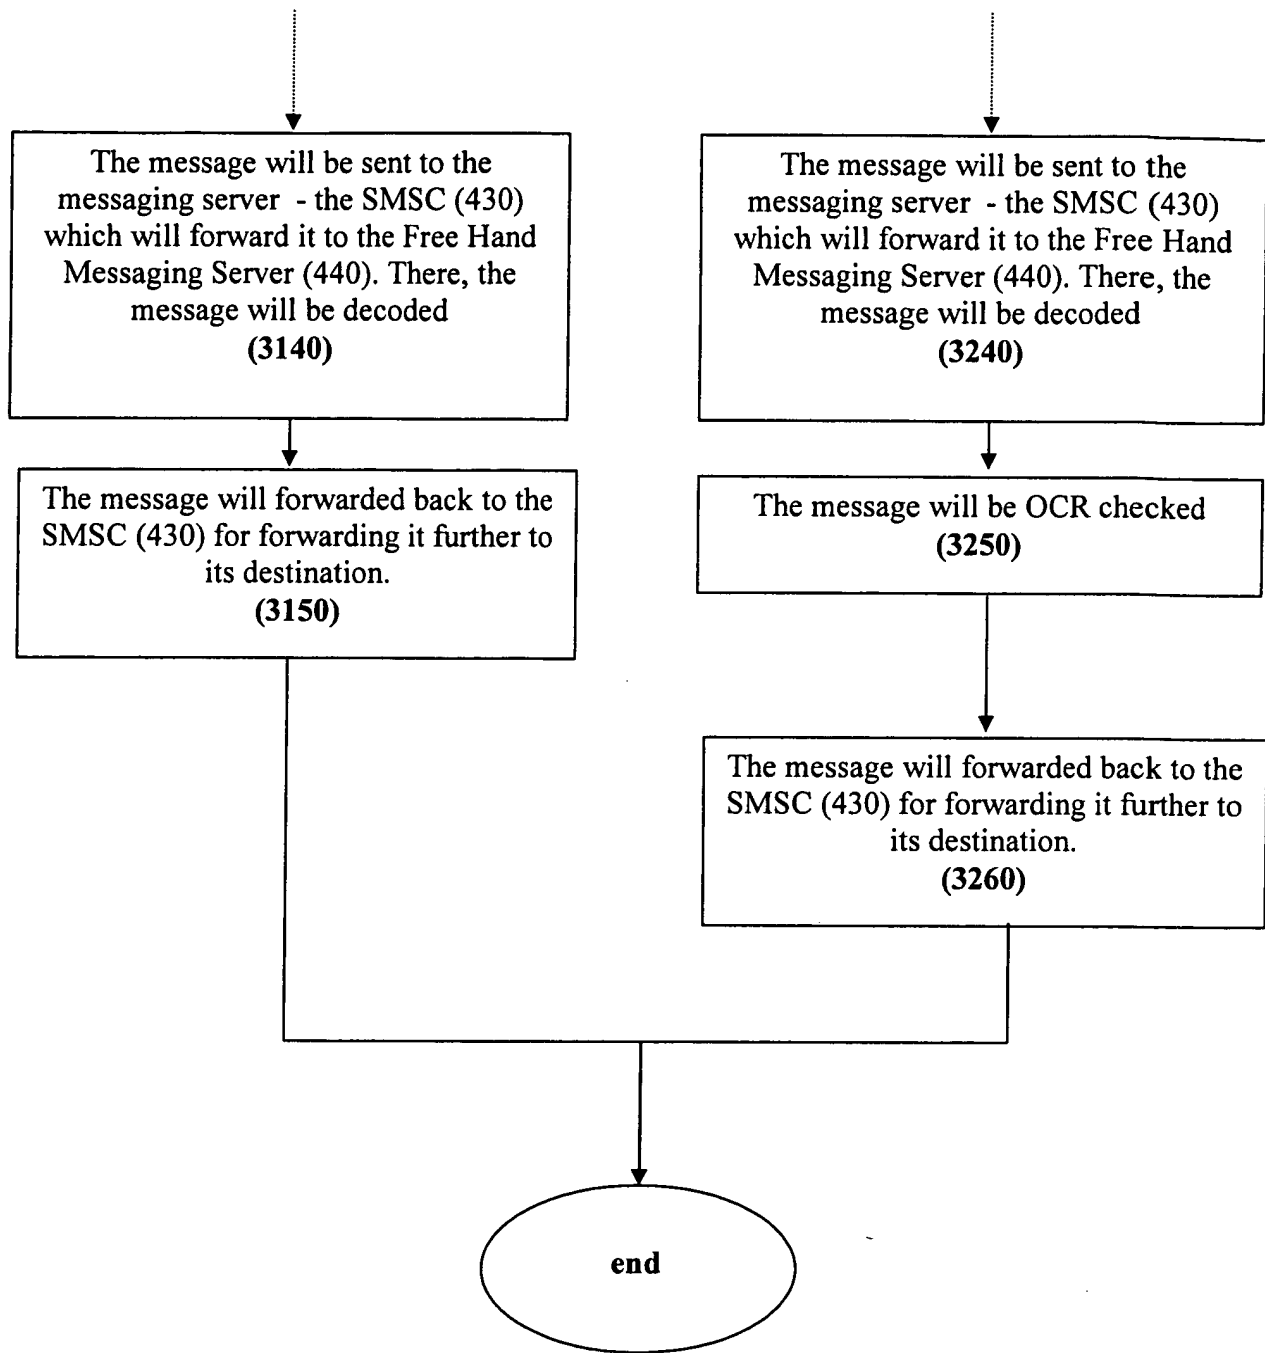 The message will be sent to the
messaging server - the SMSC (430)
which will forward it to the Free Hand
Messaging Server (440). There, the
message will be decoded
(3140)
The message will forwarded back to the
SMSC (430) for forwarding it further to
its destination.
(3150)
The message will be sent to the
messaging server - the SMSC (430)
which will forward it to the Free Hand
Messaging Server (440). There, the
message will be decoded
(3240)
The message will be OCR checked
(3250)
The message will forwarded back to the
SMSC (430) for forwarding it further to
its destination.
(3260)
end